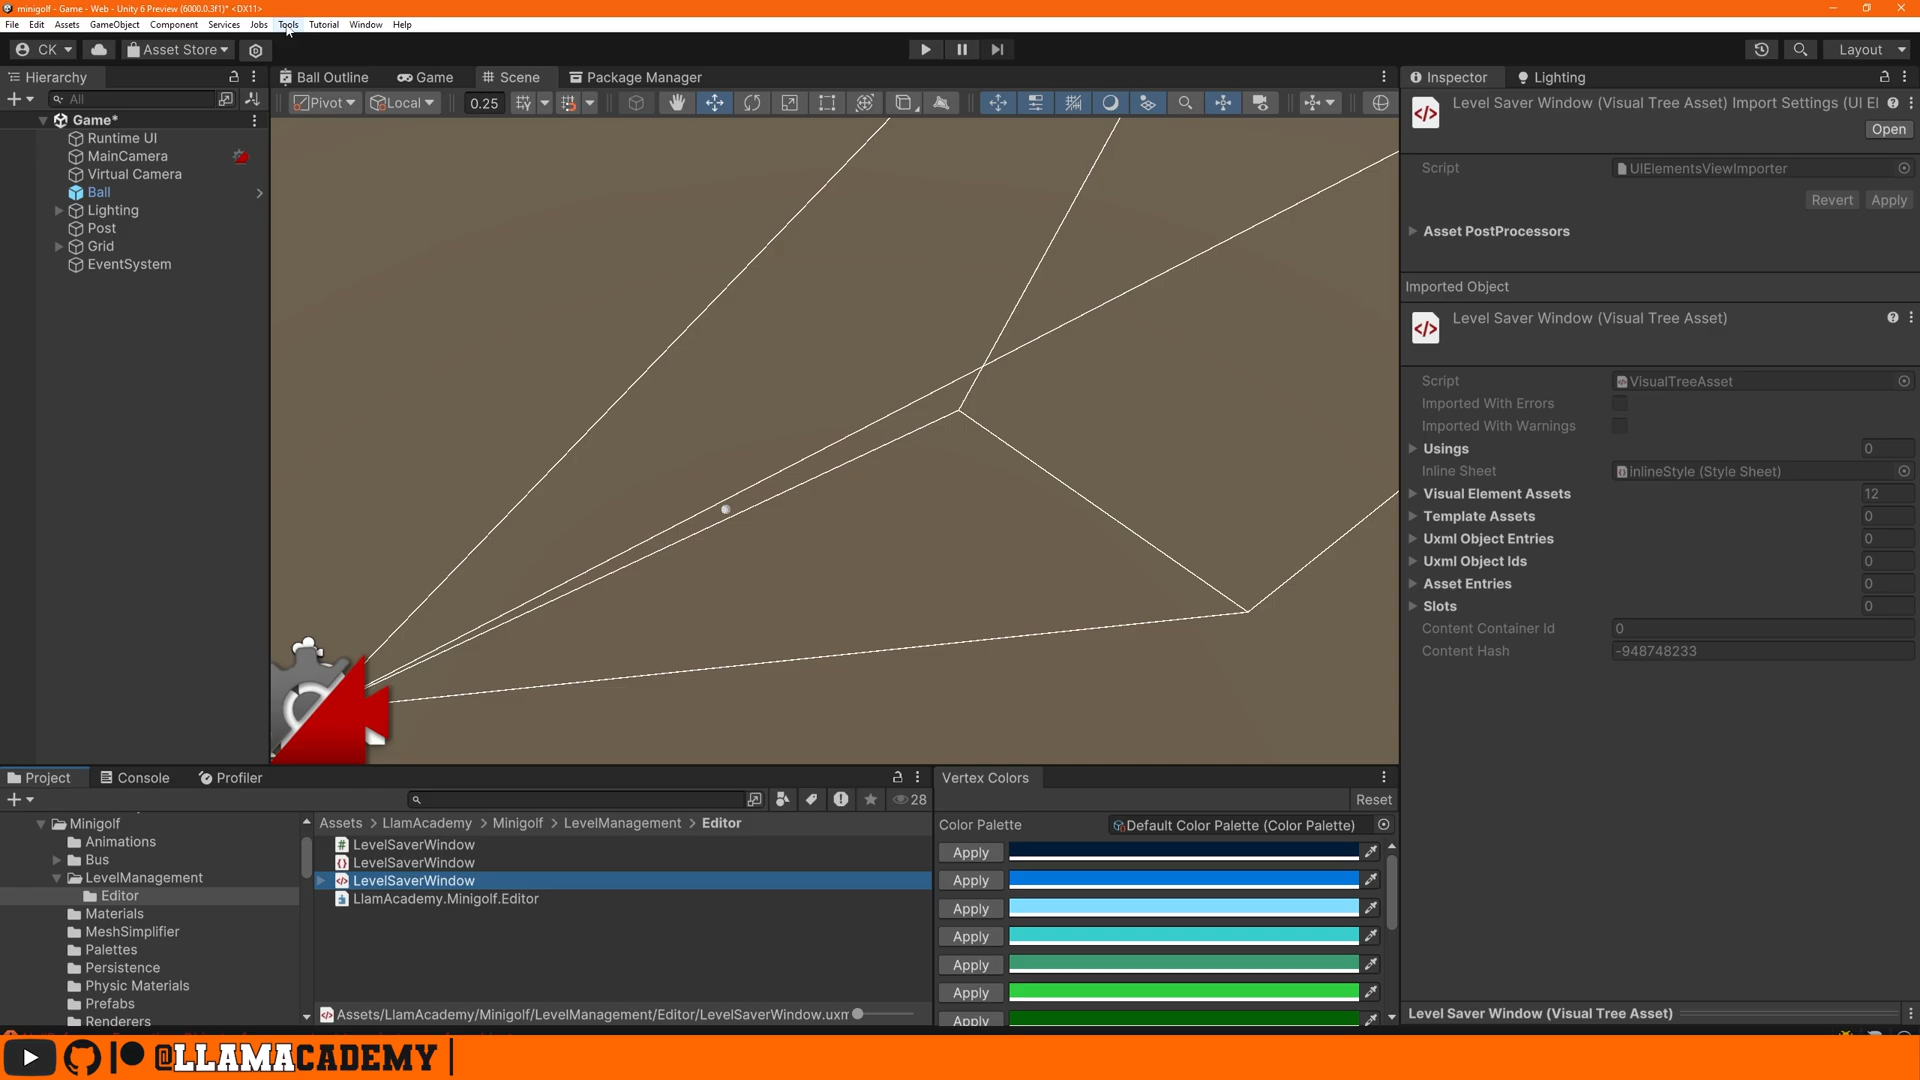 minigolf - Game - Web - Unity 6 Preview (6000.0.3f1)* <DX11>
File Edit Assets GameObject Component Services Jobs Tools Tutorial Window Help
CK Asset Store Layout
Hierarchy
All
Game*
Runtime UI
MainCamera
Virtual Camera
Ball
Lighting
Post
Grid
EventSystem
Ball Outline Game Scene Package Manager
Pivot Local 0.25
Inspector Lighting
Level Saver Window (Visual Tree Asset) Import Settings (UI El
Open
Script UIElementsViewImporter
Revert Apply
Asset PostProcessors
Imported Object
Level Saver Window (Visual Tree Asset)
Script VisualTreeAsset
Imported With Errors
Imported With Warnings
Usings 0
Inline Sheet inlineStyle (Style Sheet)
Visual Element Assets 12
Template Assets 0
Uxml Object Entries 0
Uxml Object Ids 0
Asset Entries 0
Slots 0
Content Container Id 0
Content Hash -948748233
Level Saver Window (Visual Tree Asset)
Project Console Profiler
28
Minigolf
Animations
Bus
LevelManagement
Editor
Materials
MeshSimplifier
Palettes
Persistence
Physic Materials
Prefabs
Renderers
Assets > LlamAcademy > Minigolf > LevelManagement > Editor
LevelSaverWindow
LevelSaverWindow
LevelSaverWindow
LlamAcademy.Minigolf.Editor
Assets/LlamAcademy/Minigolf/LevelManagement/Editor/LevelSaverWindow.uxm
Vertex Colors
Reset
Color Palette Default Color Palette (Color Palette)
Apply
Apply
Apply
Apply
Apply
Apply
Apply
@LLAMACADEMY